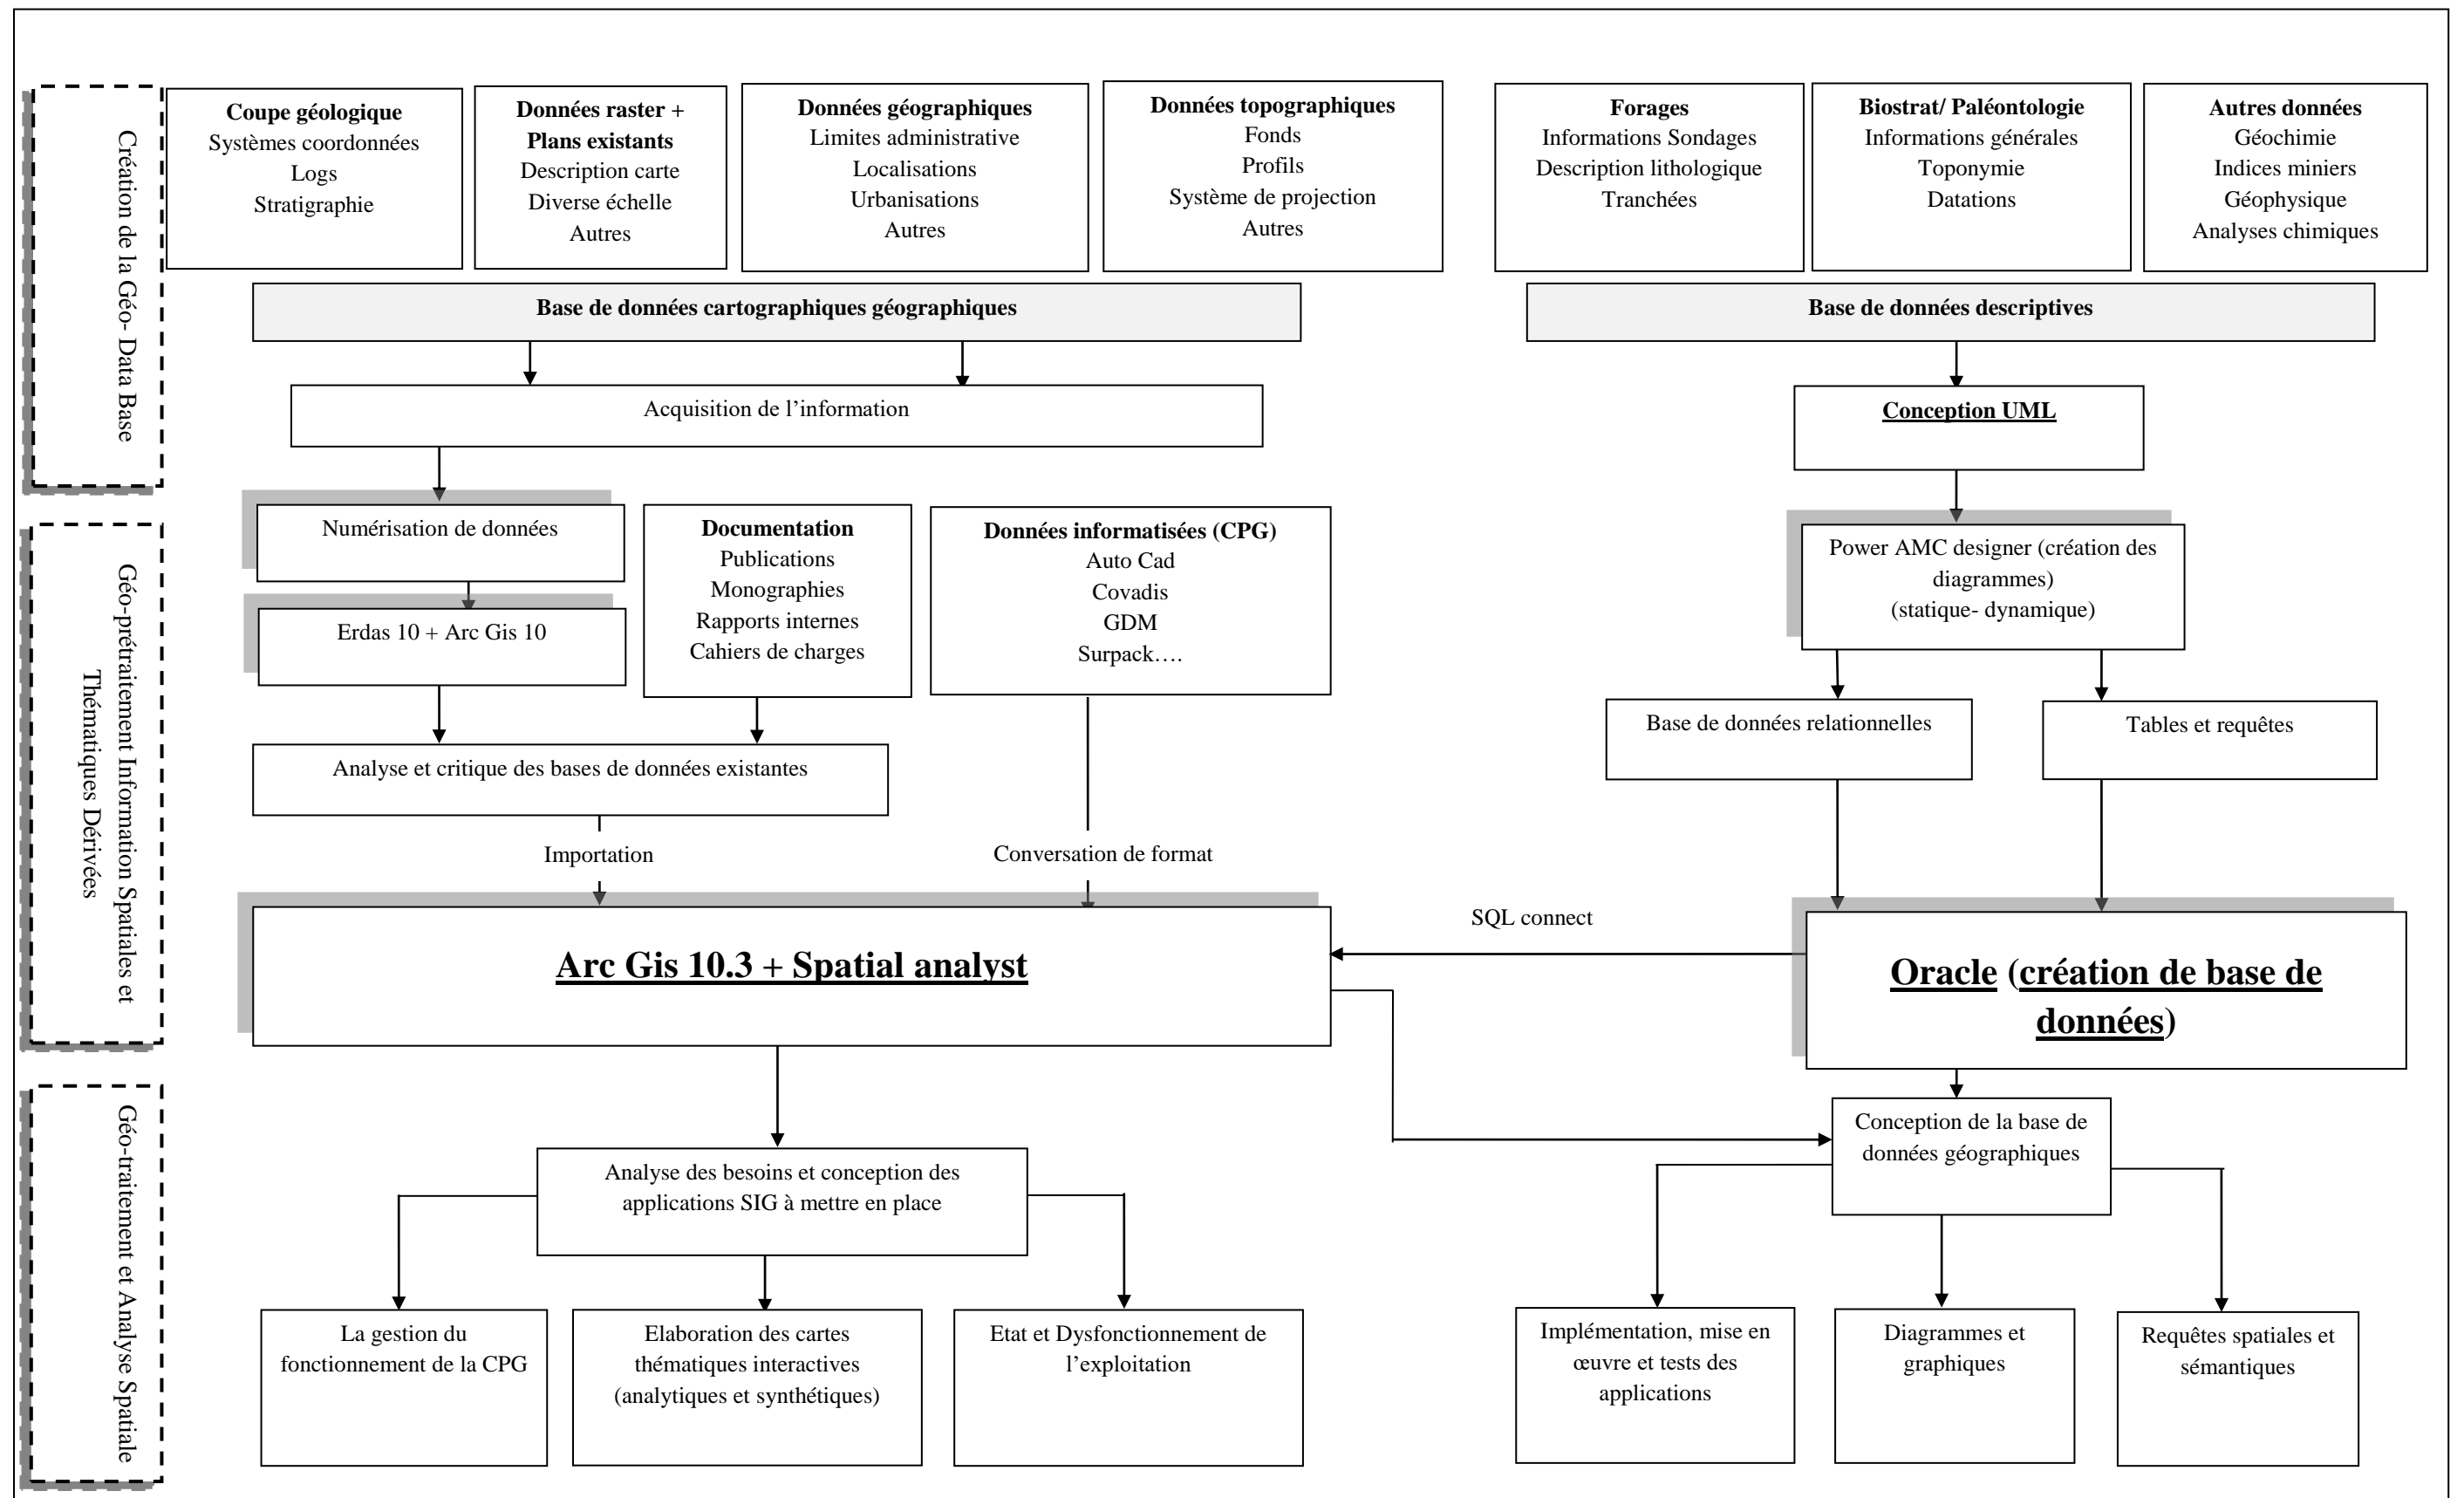 Création de la Géo- Data Base
Coupe géologique
Systèmes coordonnées
Logs
Stratigraphie
Données raster +
Plans existants
Description carte
Diverse échelle
Autres
Données géographiques
Limites administrative
Localisations
Urbanisations
Autres
Données topographiques
Fonds
Profils
Système de projection
Autres
Forages
Informations Sondages
Description lithologique
Tranchées
Biostrat/ Paléontologie
Informations générales
Toponymie
Datations
Autres données
Géochimie
Indices miniers
Géophysique
Analyses chimiques
Base de données cartographiques géographiques
Base de données descriptives
Acquisition de l’information
Conception UML
Géo-prétraitement Information Spatiales et
Thématiques Dérivées
Numérisation de données
Erdas 10 + Arc Gis 10
Documentation
Publications
Monographies
Rapports internes
Cahiers de charges
Données informatisées (CPG)
Auto Cad
Covadis
GDM
Surpack….
Power AMC designer (création des
diagrammes)
(statique- dynamique)
Base de données relationnelles
Tables et requêtes
Analyse et critique des bases de données existantes
Importation
Conversation de format
SQL connect
Arc Gis 10.3 + Spatial analyst
Oracle (création de base de
données)
Géo-traitement et Analyse Spatiale
Analyse des besoins et conception des
applications SIG à mettre en place
Conception de la base de
données géographiques
La gestion du
fonctionnement de la CPG
Elaboration des cartes
thématiques interactives
(analytiques et synthétiques)
Etat et Dysfonctionnement de
l’exploitation
Implémentation, mise en
œuvre et tests des
applications
Diagrammes et
graphiques
Requêtes spatiales et
sémantiques